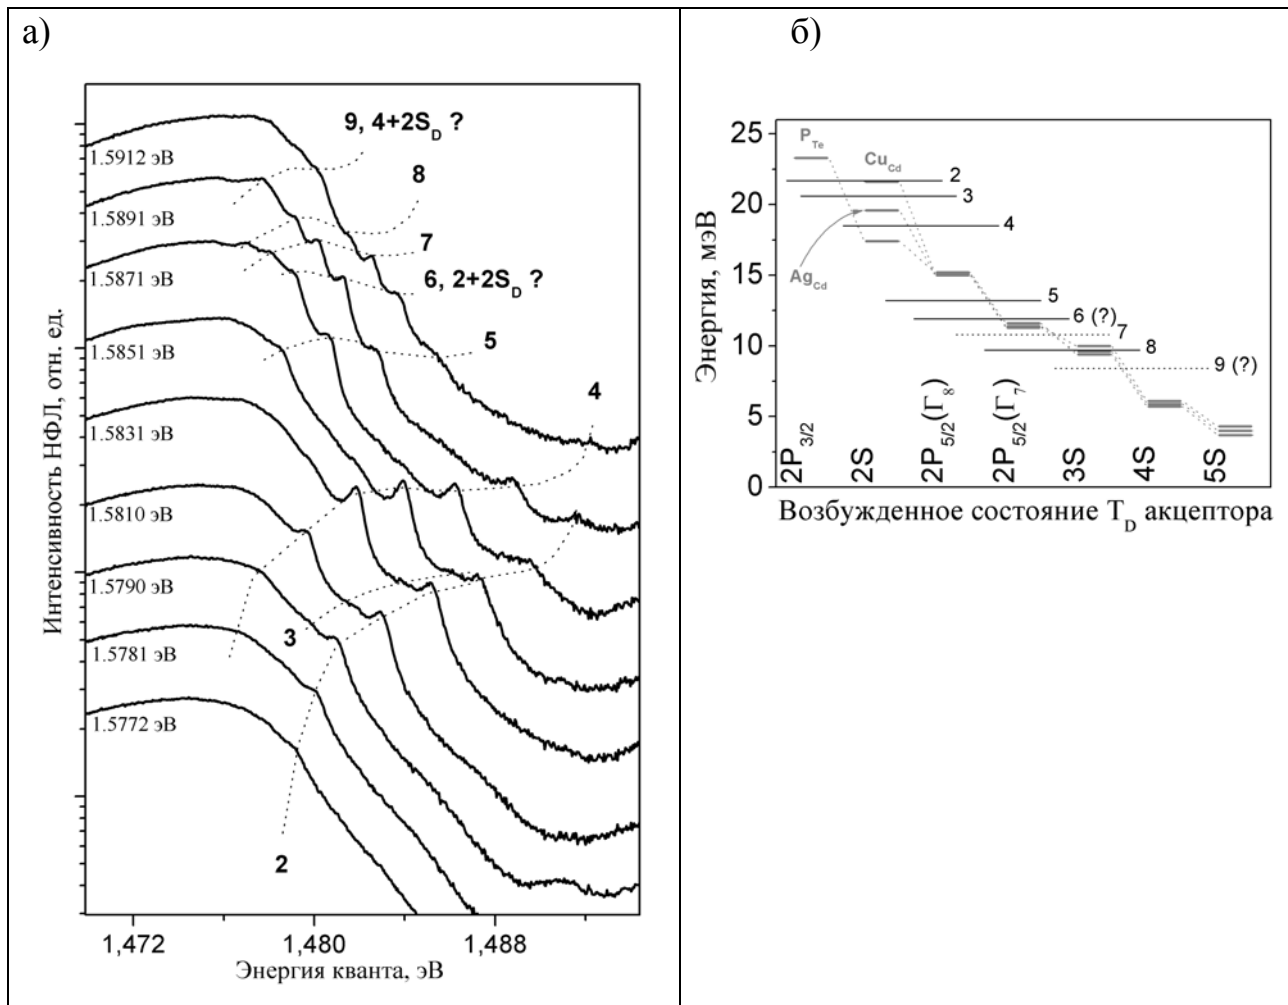 а)
9, 4+2S_D ?
8
7
6, 2+2S_D ?
5
4
3
2
1.5912 эВ
1.5891 эВ
1.5871 эВ
1.5851 эВ
1.5831 эВ
1.5810 эВ
1.5790 эВ
1.5781 эВ
1.5772 эВ
Интенсивность НФЛ, отн. ед.
1,472 1,480 1,488
Энергия кванта, эВ
б)
25
20
15
10
5
0
Энергия, мэВ
P_Te
Cu_Cd
Ag_Cd
2
3
4
5
6 (?)
7
8
9 (?)
2P_3/2
2S
2P_5/2(Γ_8)
2P_5/2(Γ_7)
3S
4S
5S
Возбужденное состояние T_D акцептора